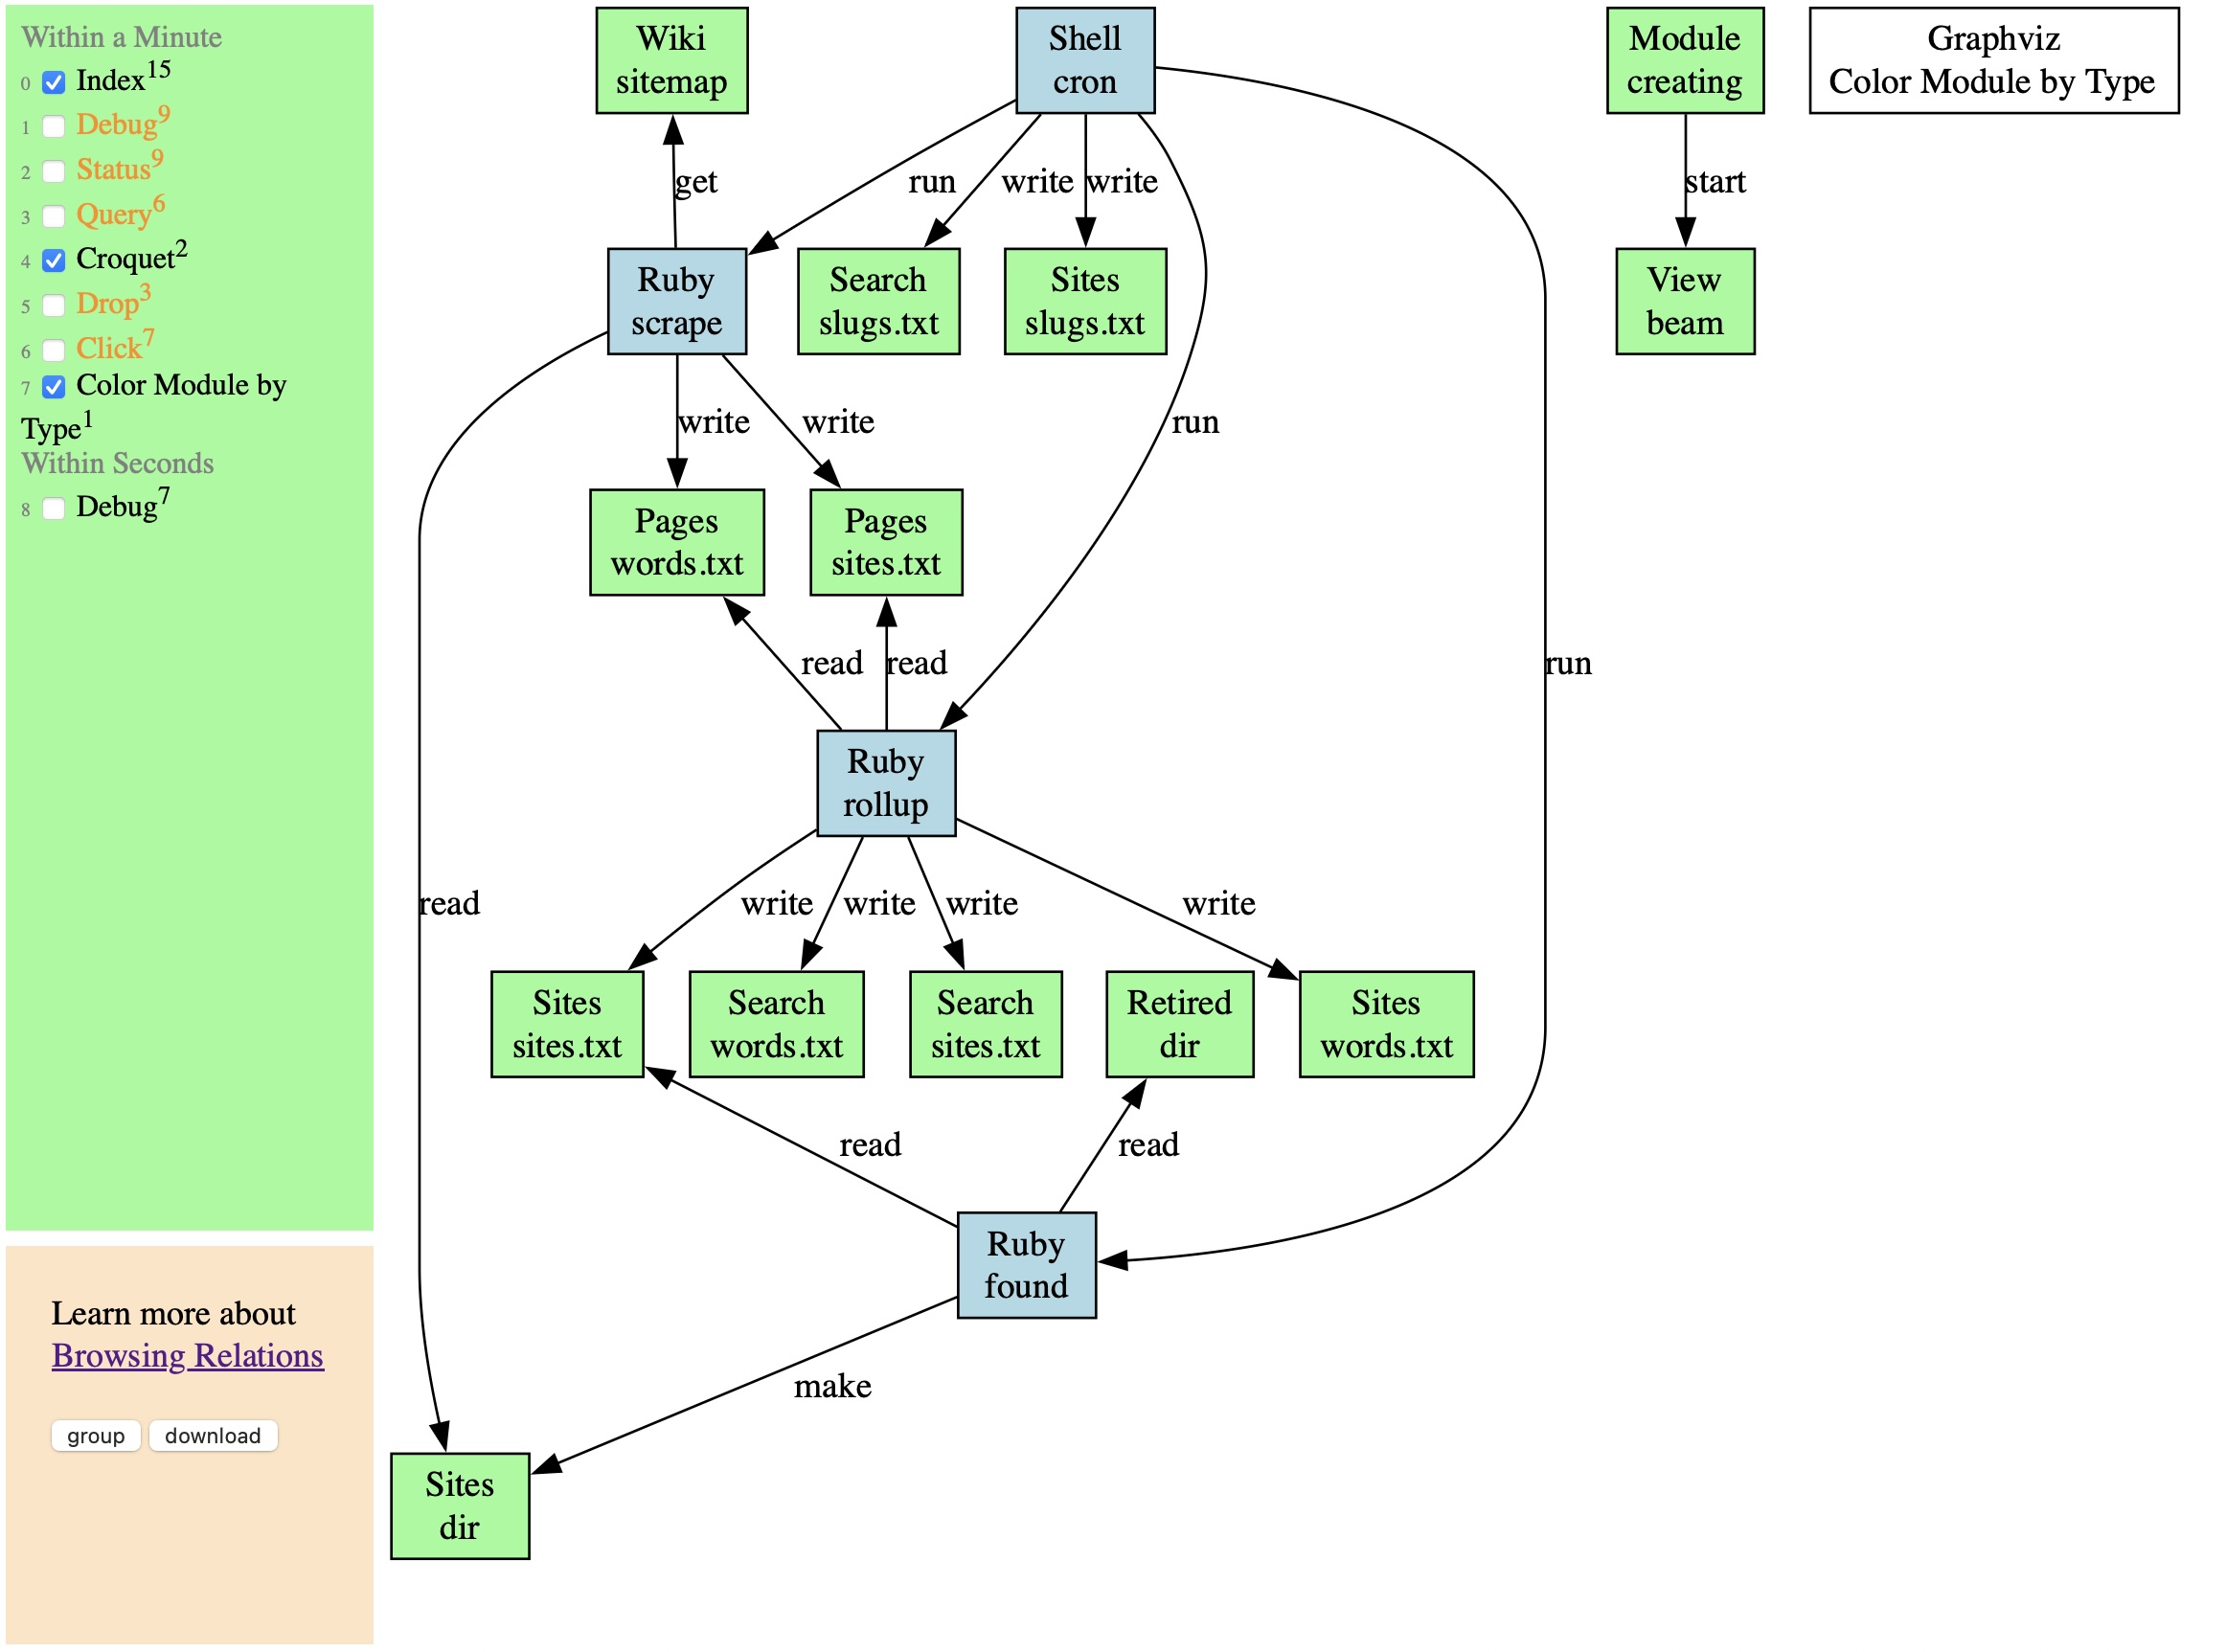 Within a Minute
0 Index15
1 Debug9
2 Status9
3 Query6
4 Croquet2
5 Drop3
6 Click7
7 Color Module by
Type1
Within Seconds
8 Debug7
Learn more about
Browsing Relations
group download
Wiki
sitemap
Shell
cron
Module
creating
Graphviz
Color Module by Type
get
run
write
write
start
Ruby
scrape
Search
slugs.txt
Sites
slugs.txt
View
beam
write
write
run
Pages
words.txt
Pages
sites.txt
read
read
run
Ruby
rollup
read
write
write
write
write
Sites
sites.txt
Search
words.txt
Search
sites.txt
Retired
dir
Sites
words.txt
read
read
Ruby
found
make
Sites
dir